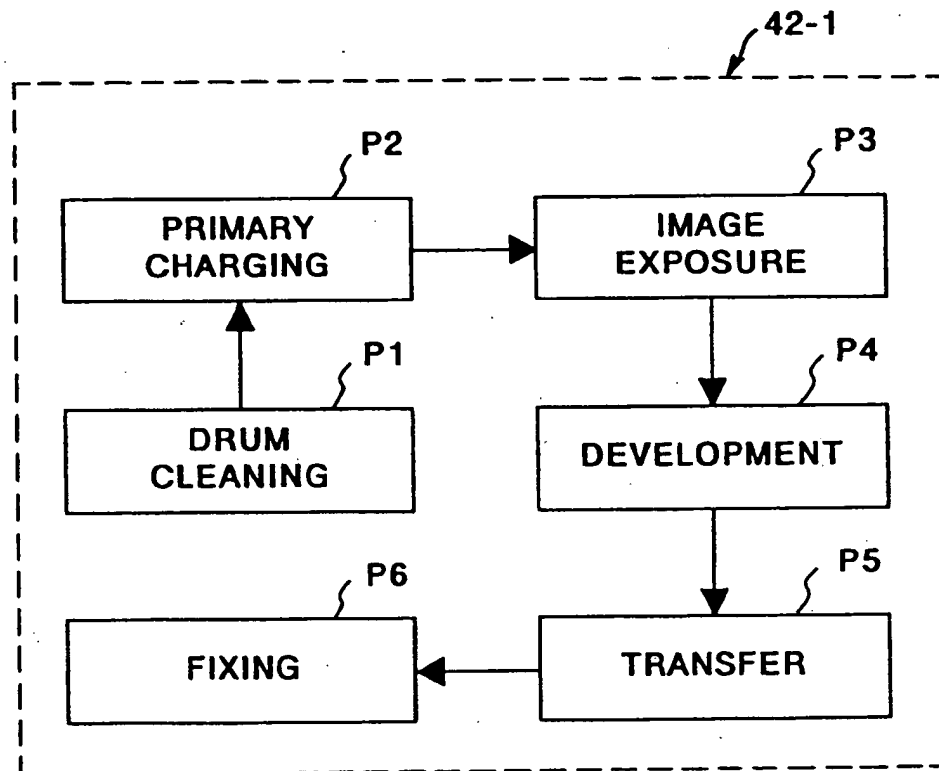 42-1
P2
PRIMARY
CHARGING
P3
IMAGE
EXPOSURE
P1
DRUM
CLEANING
P4
DEVELOPMENT
P6
FIXING
P5
TRANSFER